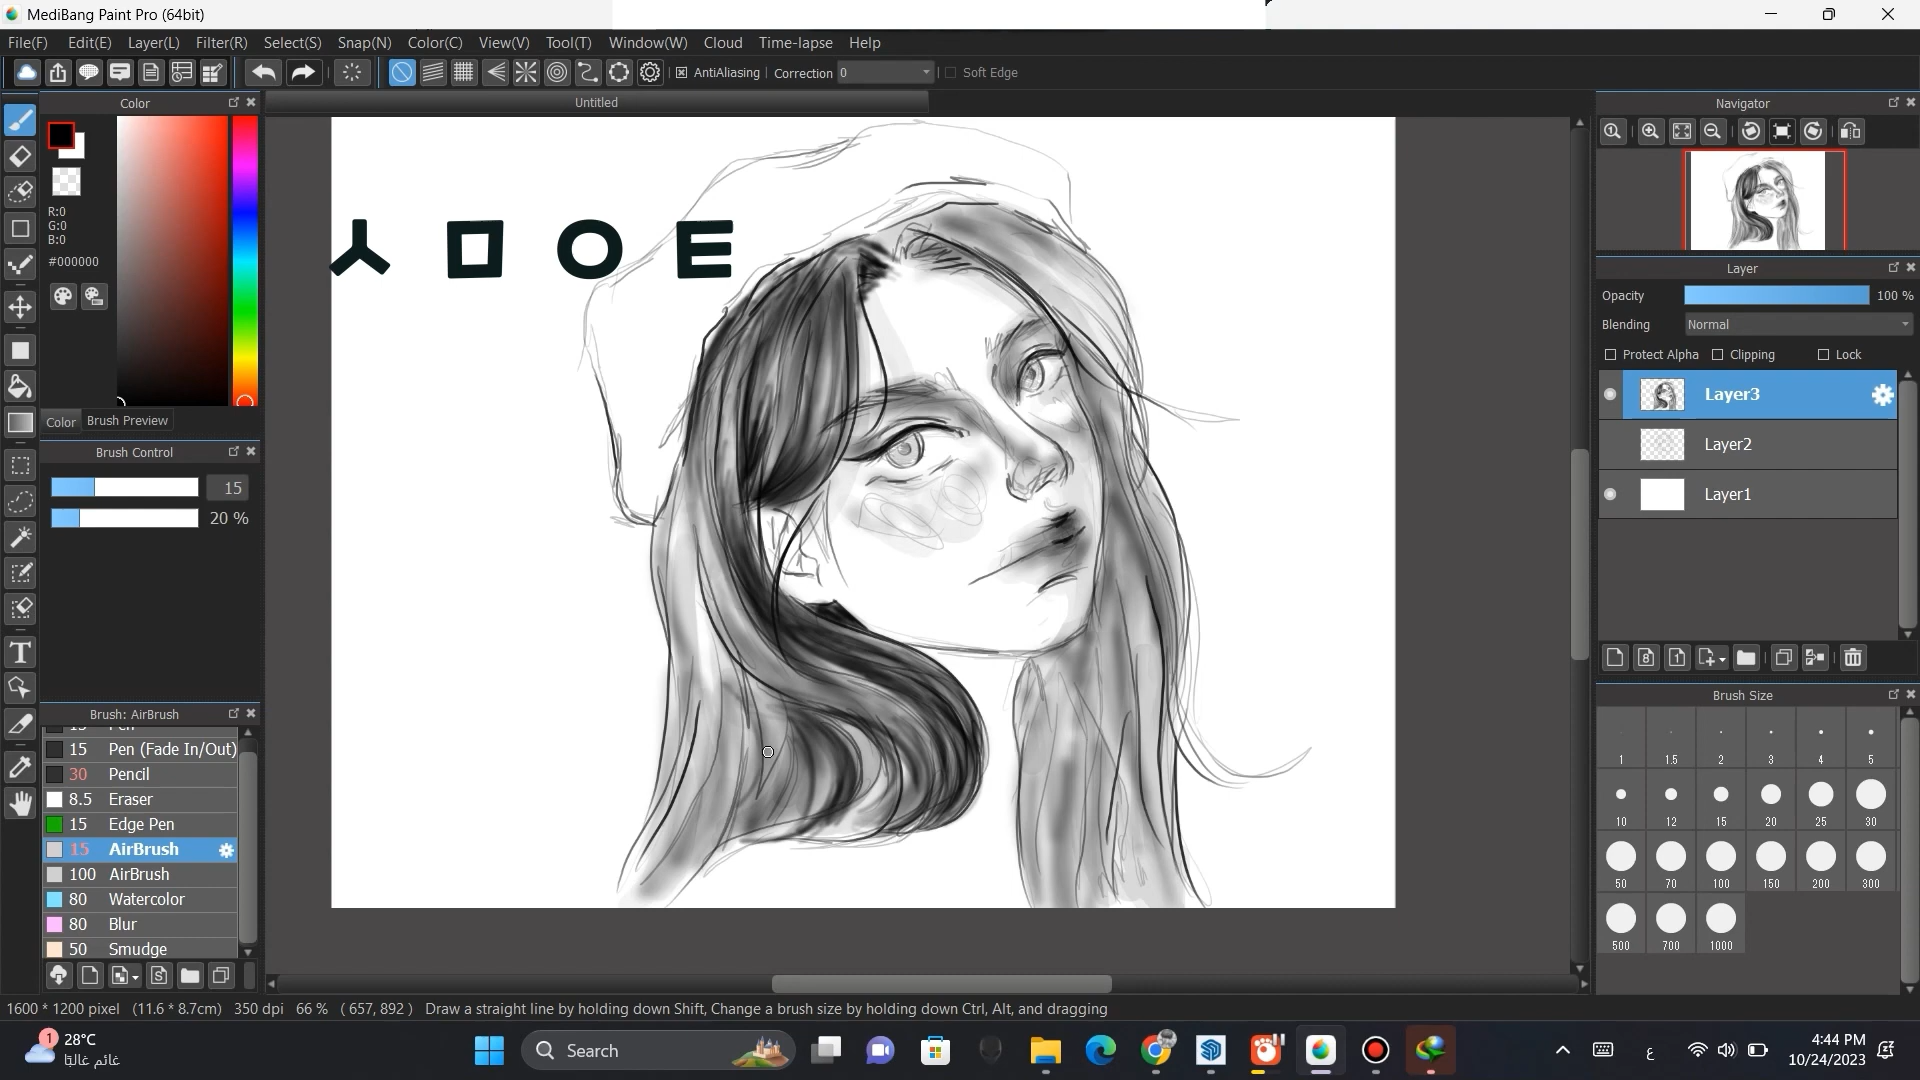 MediBang Paint Pro (64bit)
File(F) Edit(E) Layer(L) Filter(R) Select(S) Snap(N) Color(C) View(V) Tool(T) Window(W) Cloud Time-lapse Help
AntiAliasing Correction 0 Soft Edge
Color
Untitled
Navigator
R:0
G:0
B:0
#000000
ㅅ ㅁ ㅇ ㅌ
Layer
Opacity 100 %
Blending Normal
Protect Alpha Clipping Lock
Layer3
Layer2
Layer1
Color Brush Preview
Brush Control
15
20 %
Brush: AirBrush
15 Pen (Fade In/Out)
30 Pencil
8.5 Eraser
15 Edge Pen
15 AirBrush
100 AirBrush
80 Watercolor
80 Blur
50 Smudge
Brush Size
1 1.5 2 3 4 5
10 12 15 20 25 30
50 70 100 150 200 300
500 700 1000
1600 * 1200 pixel (11.6 * 8.7cm) 350 dpi 66 % ( 657, 892 ) Draw a straight line by holding down Shift, Change a brush size by holding down Ctrl, Alt, and dragging
1
28°C
غائم غالبًا
Search
ع
4:44 PM
10/24/2023